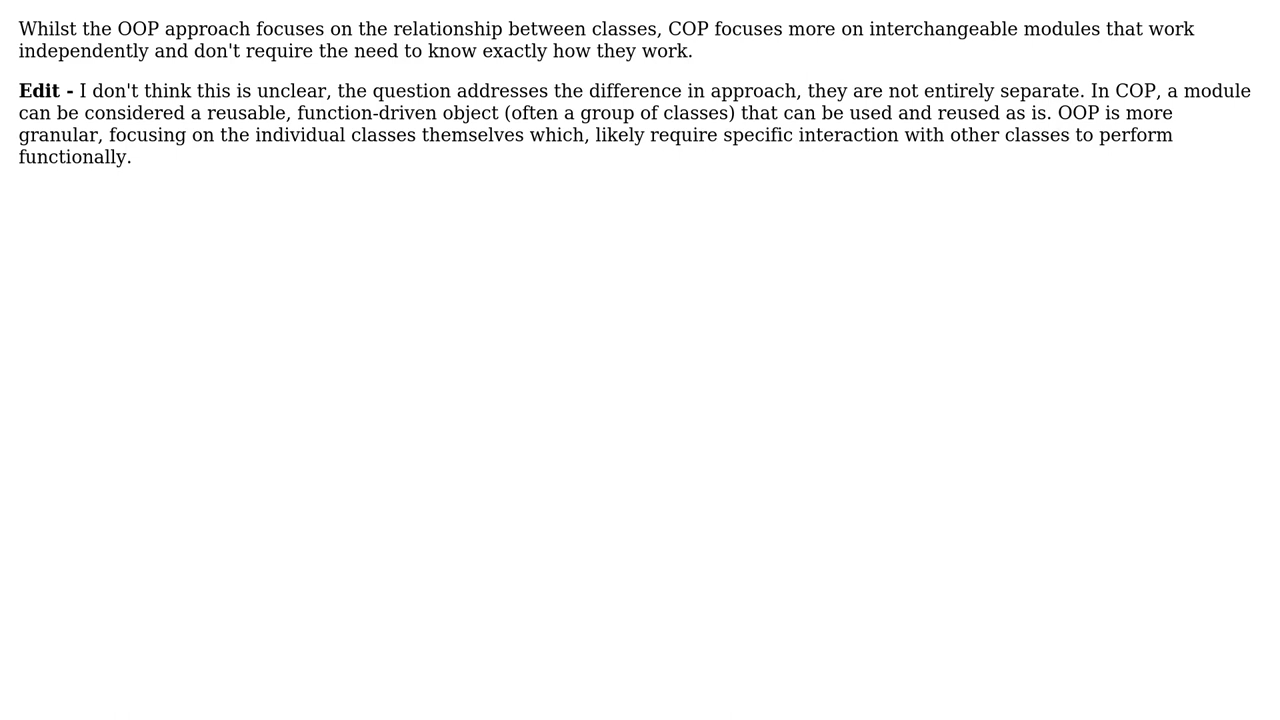 Whilst the OOP approach focuses on the relationship between classes, COP focuses more on interchangeable modules that work
independently and don't require the need to know exactly how they work.
Edit - I don't think this is unclear, the question addresses the difference in approach, they are not entirely separate. In COP, a module
can be considered a reusable, function-driven object (often a group of classes) that can be used and reused as is. OOP is more
granular, focusing on the individual classes themselves which, likely require specific interaction with other classes to perform
functionally.